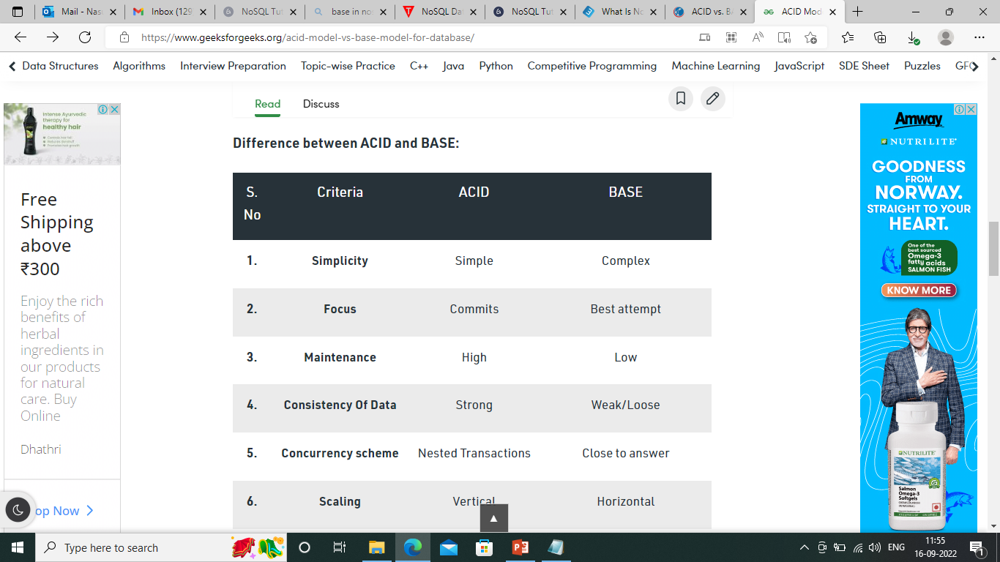 Mail - Nas
Inbox (129
NoSQL Tut
base in no
NoSQL Da
NoSQL Tut
What Is No
ACID vs. BA
ACID Mod
https://www.geeksforgeeks.org/acid-model-vs-base-model-for-database/
Data Structures Algorithms Interview Preparation Topic-wise Practice C++ Java Python Competitive Programming Machine Learning JavaScript SDE Sheet Puzzles GFG
Read Discuss
Intense Ayurvedic
therapy for
healthy hair
Free
Shipping
above
₹300
Enjoy the rich
benefits of
herbal
ingredients in
our products
for natural
care. Buy
Online
Dhathri
op Now
Difference between ACID and BASE:
S. No Criteria ACID BASE
1. Simplicity Simple Complex
2. Focus Commits Best attempt
3. Maintenance High Low
4. Consistency Of Data Strong Weak/Loose
5. Concurrency scheme Nested Transactions Close to answer
6. Scaling Vertical Horizontal
Amway
NUTRILITE
GOODNESS
FROM
NORWAY.
STRAIGHT TO YOUR
HEART.
One of the
best sourced
Omega-3
fatty acids
SALMON FISH
KNOW MORE
NUTRILITE
Salmon
Omega-3
Softgels
Type here to search
ENG
11:55
16-09-2022
1